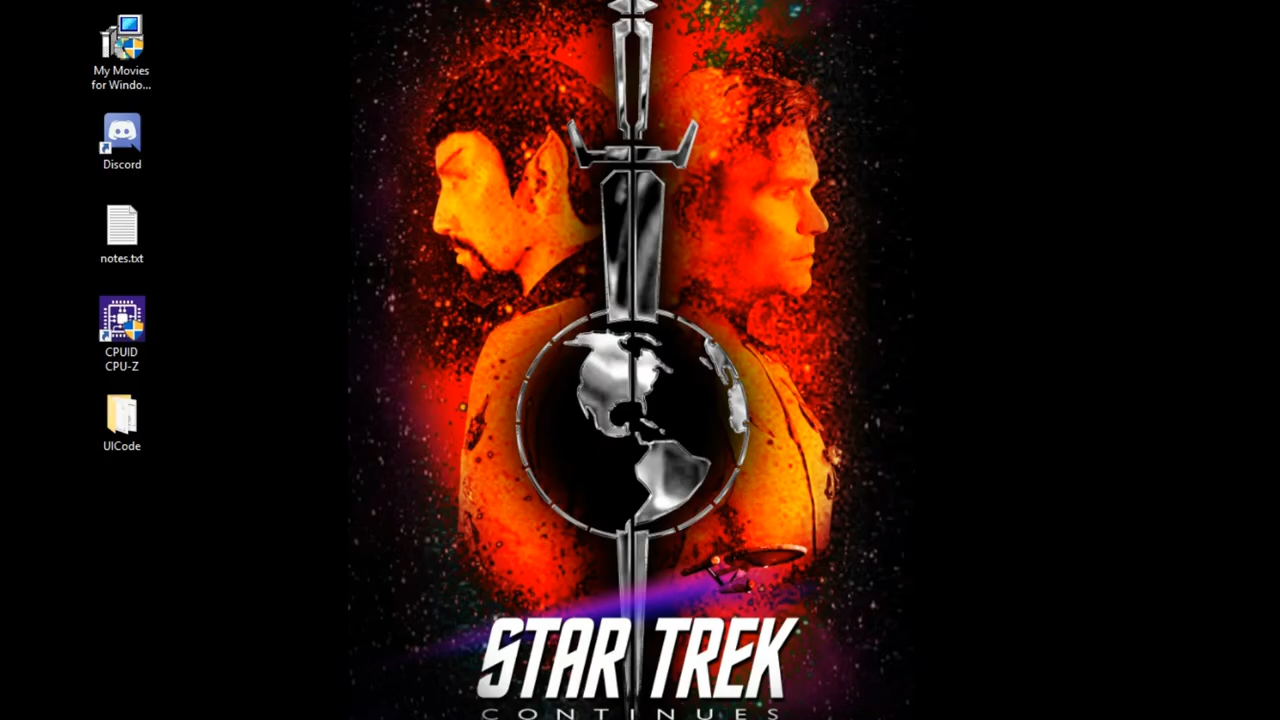 My Movies
for Windo...
Discord
notes.txt
CPUID
CPU-Z
UICode
STAR TREK
CONTINUES